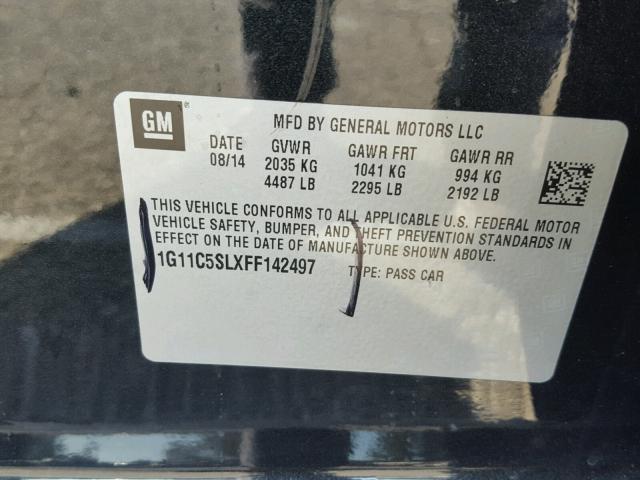 GM
MFD BY GENERAL MOTORS LLC
DATE GVWR GAWR FRT GAWR RR
08/14 2035 KG 1041 KG 994 KG
4487 LB 2295 LB 2192 LB
THIS VEHICLE CONFORMS TO ALL APPLICABLE U.S. FEDERAL MOTOR
VEHICLE SAFETY, BUMPER, AND THEFT PREVENTION STANDARDS IN
EFFECT ON THE DATE OF MANUFACTURE SHOWN ABOVE.
1G11C5SLXFF142497 TYPE: PASS CAR